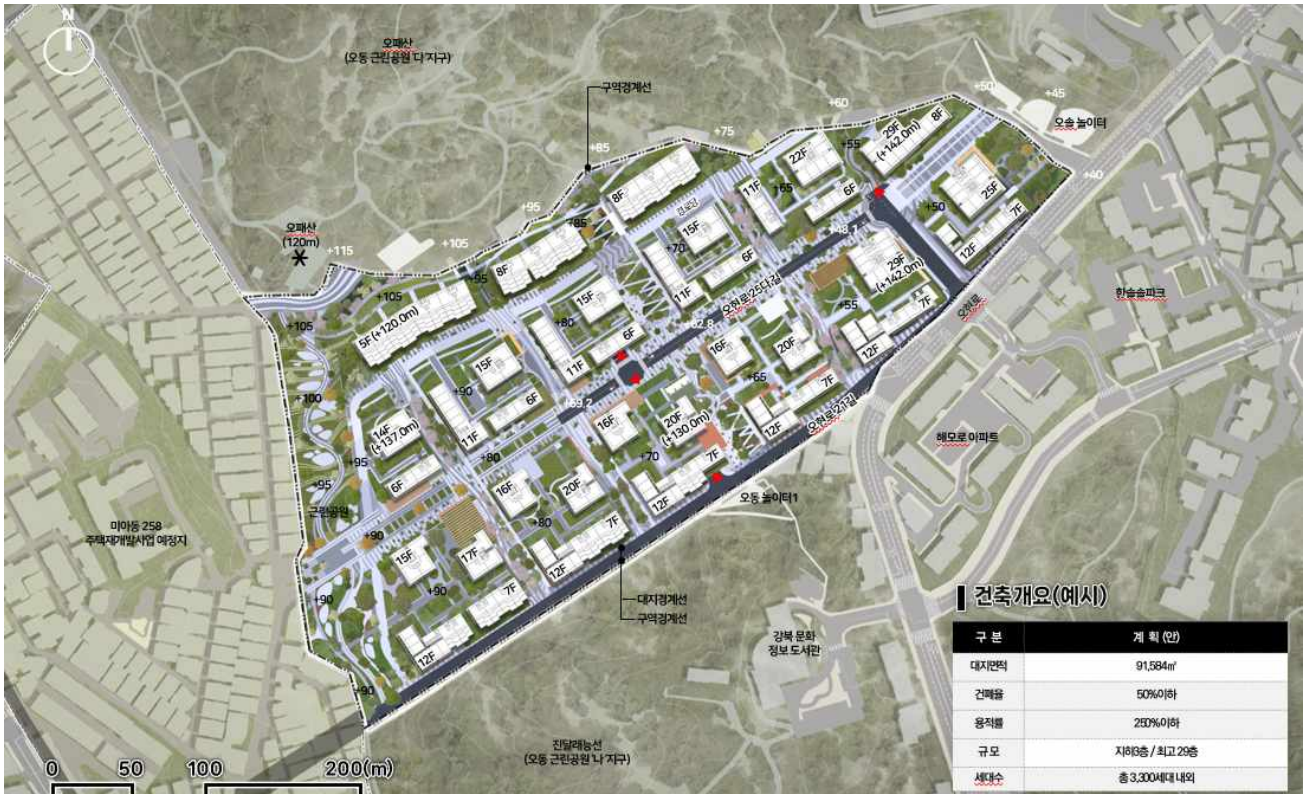 N
오패산
(오동 근린공원 '다'지구)
구역경계선
+50
+45
오솔 놀이터
+60
+75
+85
+55
29F
(+142.0m)
8F
+40
22F
11F
+65
6F
25F
+50
7F
12F
8F
경로당
15F
+70
6F
11F
+48.1
29F
(+142.0m)
+95
+85
오패산
(120m)
+115
+105
+95
8F
+105
5F(+120.0m)
15F
+80
6F
11F
오현로25다길
+62.8
+55
7F
12F
오현로
한솔솔파크
+105
+100
15F
+90
6F
11F
+69.2
16F
20F
+65
7F
12F
오현로21길
해모로 아파트
14F
(+137.0m)
+95
6F
+80
16F
20F
(+130.0m)
+70
7F
12F
오동 놀이터1
+95
근린공원
+90
16F
20F
+80
7F
12F
미아동 258
주택재개발사업 예정지
15F
17F
+90
7F
12F
+90
+90
대지경계선
구역경계선
강북 문화
정보 도서관
진달래능선
(오동 근린공원 '나'지구)
0 50 100 200(m)
건축개요(예시)
구 분 계 획 (안)
대지면적 91,584㎡
건폐율 50%이하
용적률 250%이하
규 모 지하3층 / 최고 29층
세대수 총 3,300세대 내외